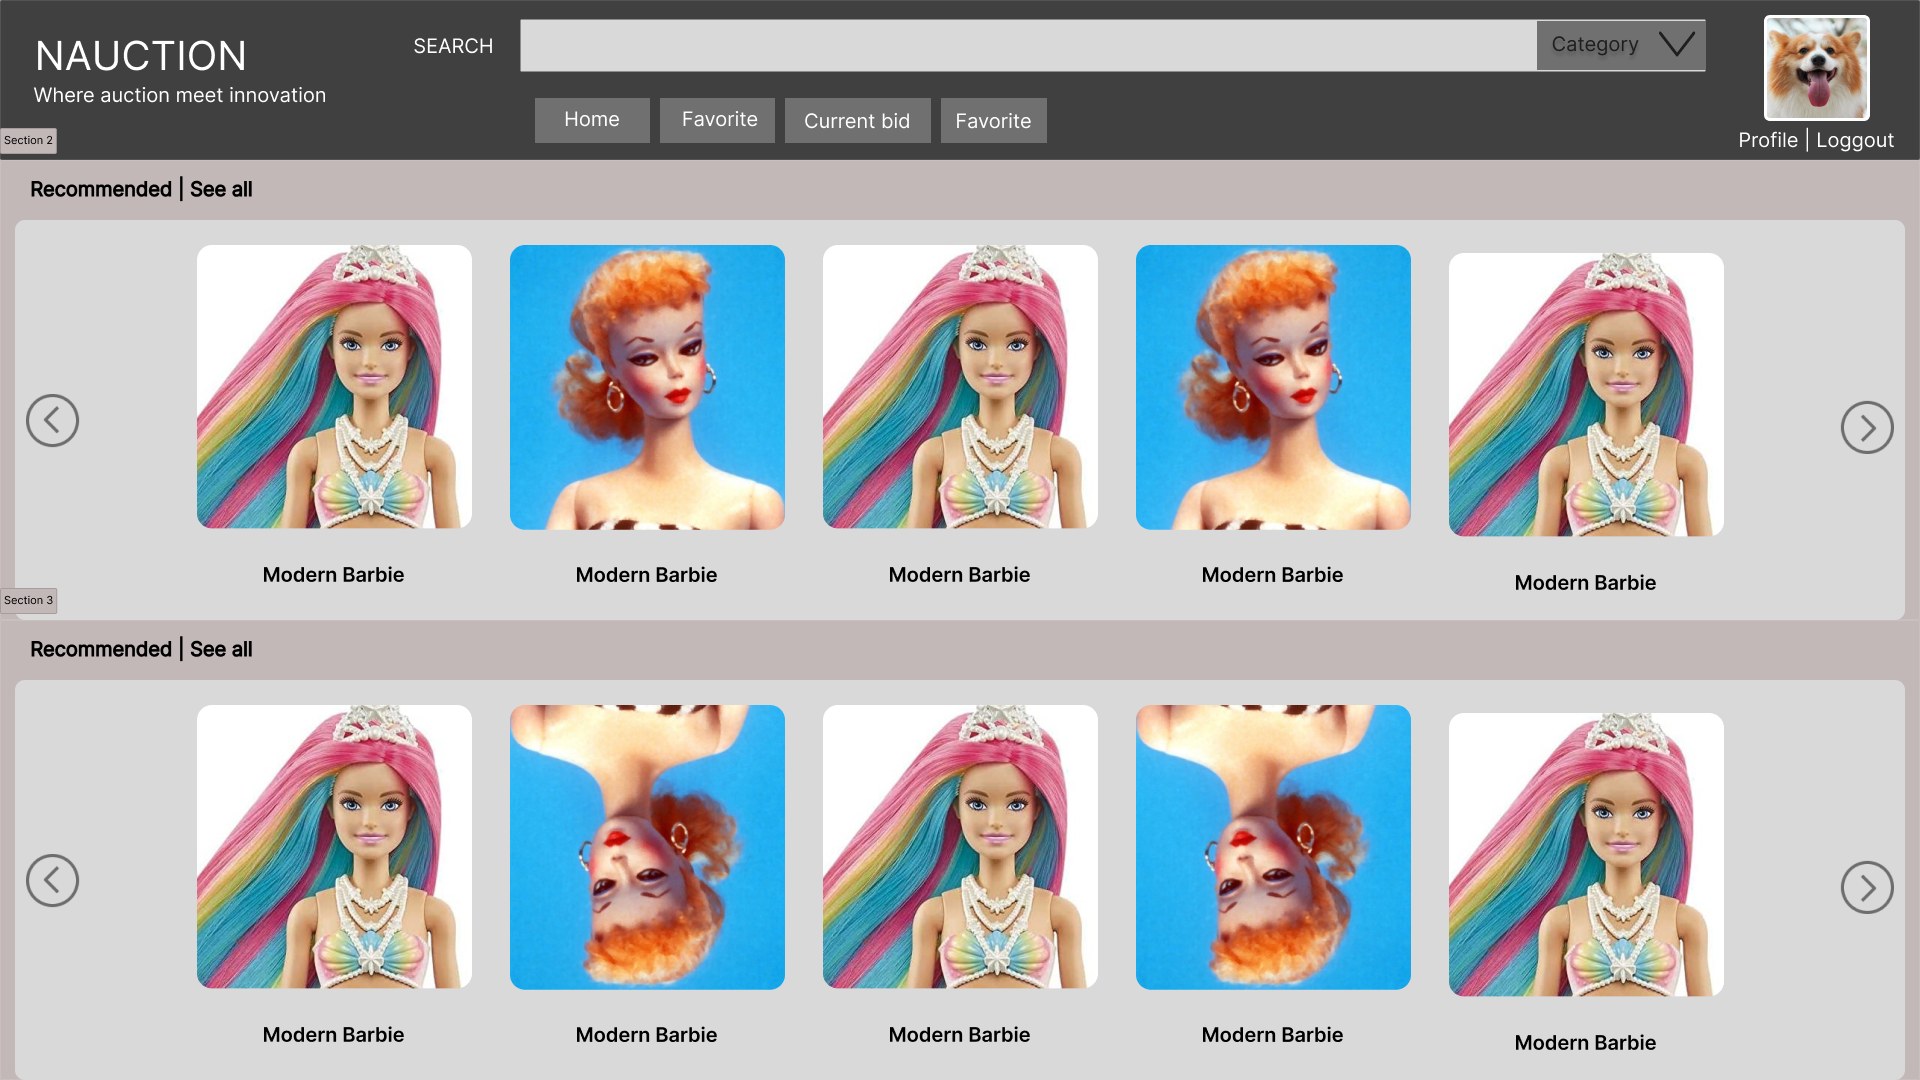 NAUCTION
Where auction meet innovation
SEARCH
Category
Home
Favorite
Current bid
Favorite
Profile | Loggout
Section 2
Recommended | See all
Modern Barbie
Modern Barbie
Modern Barbie
Modern Barbie
Modern Barbie
Section 3
Recommended | See all
Modern Barbie
Modern Barbie
Modern Barbie
Modern Barbie
Modern Barbie